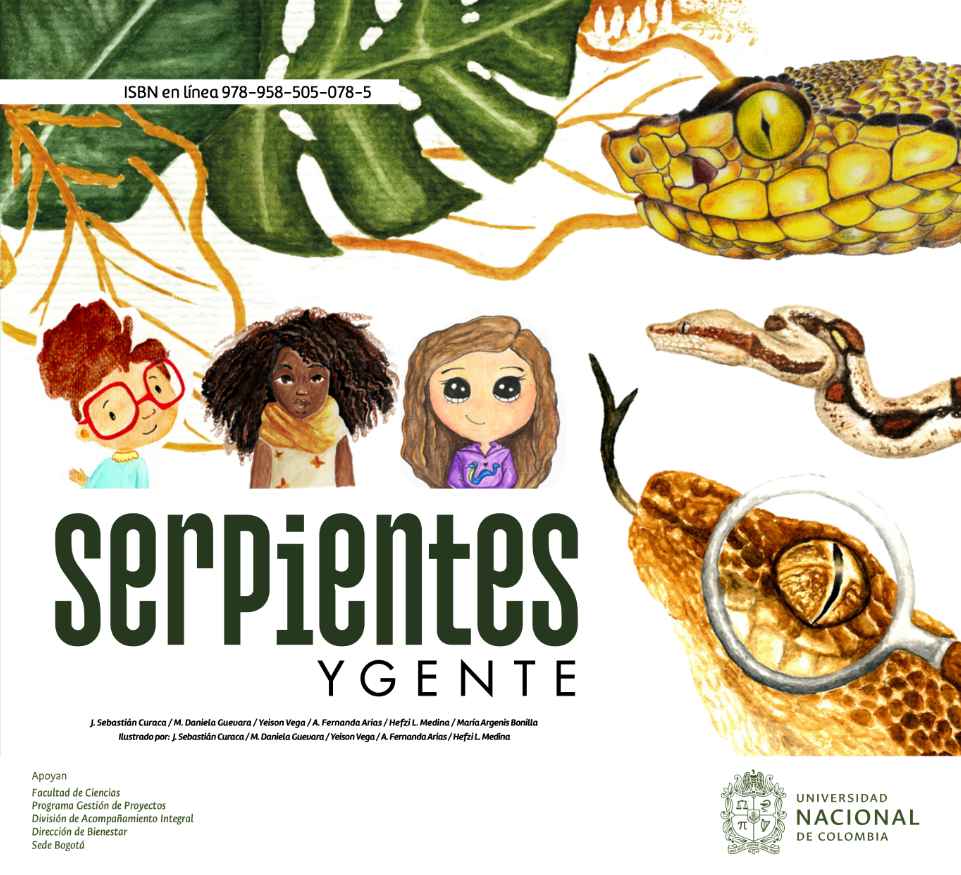 ISBN en línea 978-958-505-078-5
serpientes
Y GENTE
J. Sebastián Curaca / M. Daniela Guevara / Yeison Vega / A. Fernanda Arias / Hefzi L. Medina / María Argenis Bonilla
Ilustrado por: J. Sebastián Curaca / M. Daniela Guevara / Yeison Vega / A. Fernanda Arias / Hefzi L. Medina
Apoyan
Facultad de Ciencias
Programa Gestión de Proyectos
División de Acompañamiento Integral
Dirección de Bienestar
Sede Bogotá
UNIVERSIDAD
NACIONAL
DE COLOMBIA